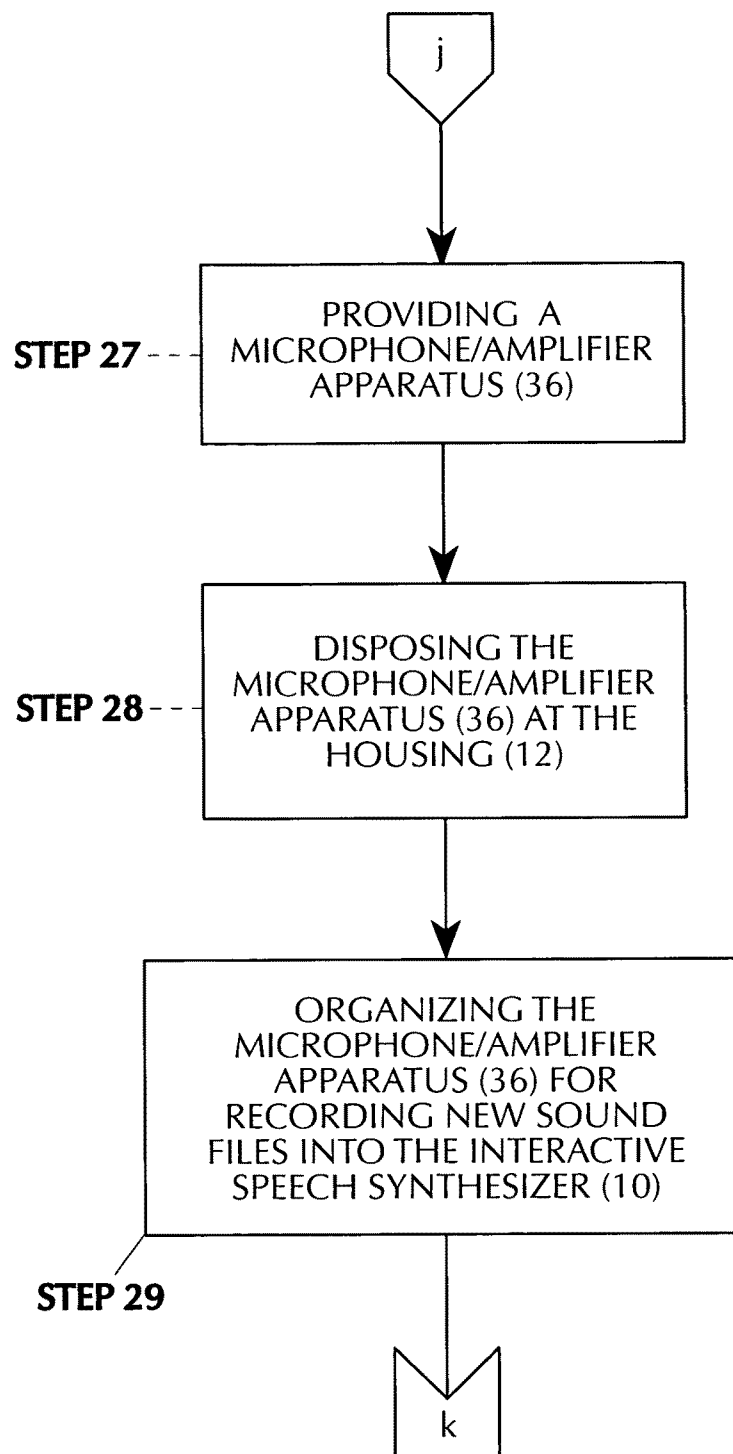 j
PROVIDING A
MICROPHONE/AMPLIFIER
APPARATUS (36)
STEP 27
DISPOSING THE
MICROPHONE/AMPLIFIER
APPARATUS (36) AT THE
HOUSING (12)
STEP 28
ORGANIZING THE
MICROPHONE/AMPLIFIER
APPARATUS (36) FOR
RECORDING NEW SOUND
FILES INTO THE INTERACTIVE
SPEECH SYNTHESIZER (10)
STEP 29
k